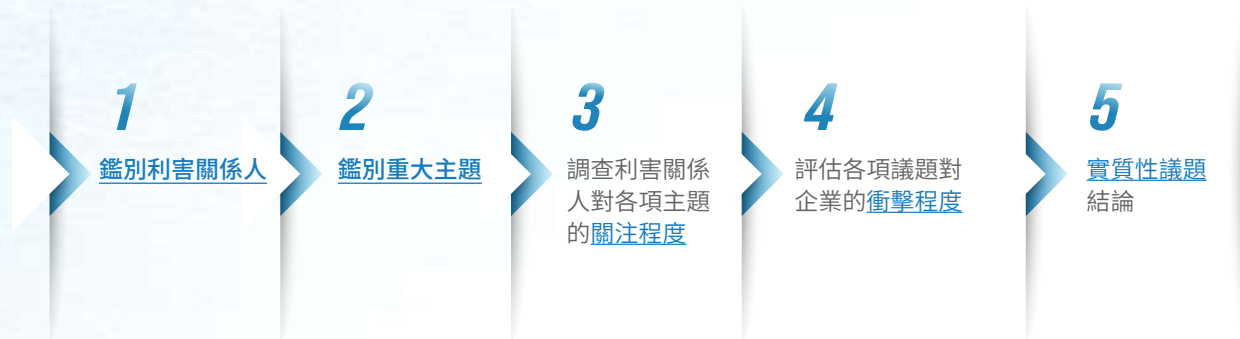 1
鑑別利害關係人
2
鑑別重大主題
3
調查利害關係
人對各項主題
的關注程度
4
評估各項議題對
企業的衝擊程度
5
實質性議題
結論